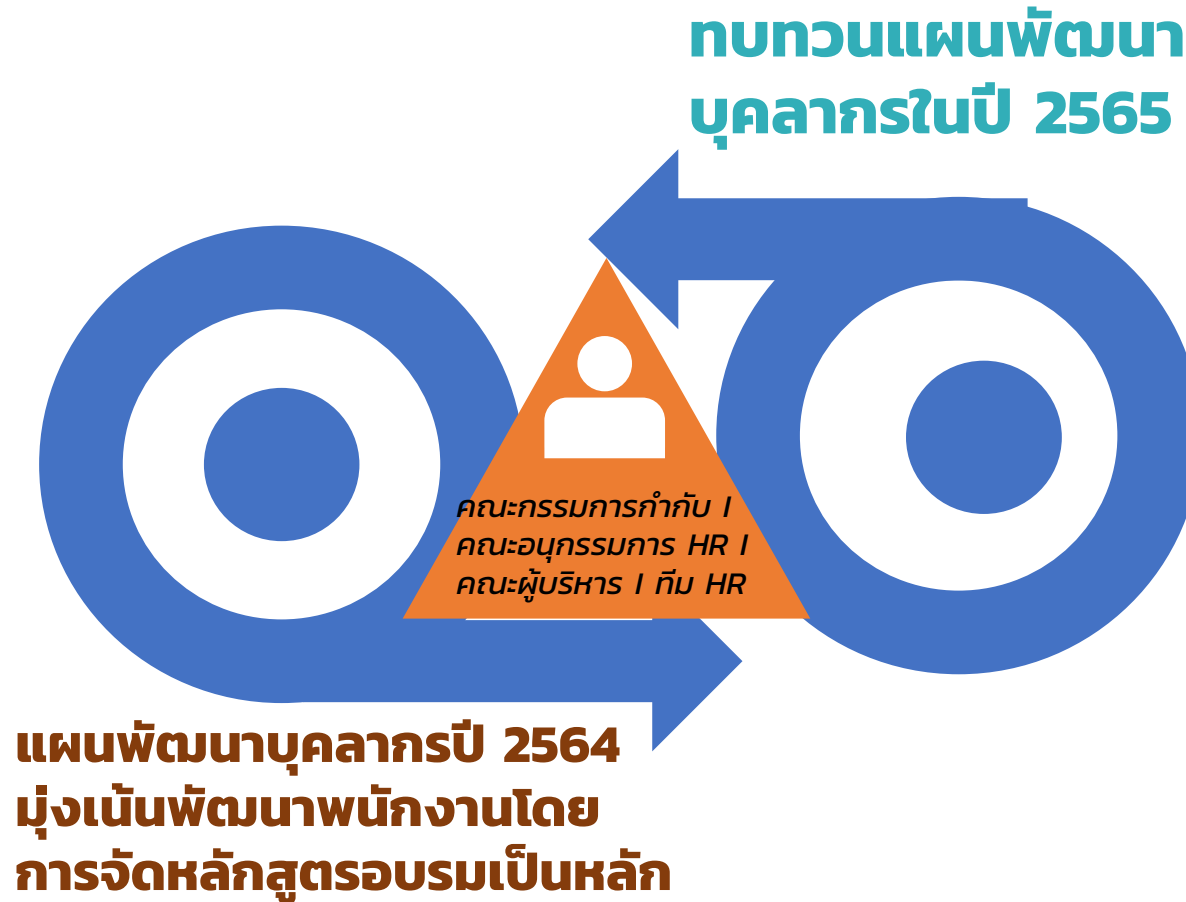 ทบทวนแผนพัฒนา
บุคลากรในปี 2565
คณะกรรมการกำกับ I
คณะอนุกรรมการ HR I
คณะผู้บริหาร I ทีม HR
แผนพัฒนาบุคลากรปี 2564
มุ่งเน้นพัฒนาพนักงานโดย
การจัดหลักสูตรอบรมเป็นหลัก